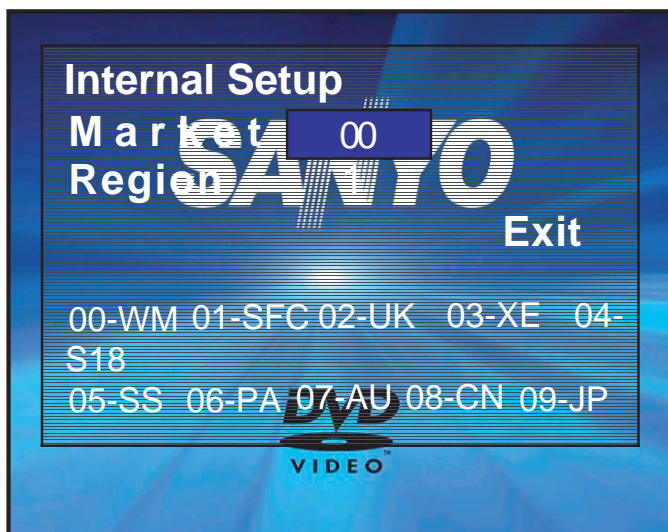 Internal Setup
Market 00
Region 1
SANYO
Exit
00-WM 01-SFC 02-UK 03-XE 04-
S18
05-SS 06-PA 07-AU 08-CN 09-JP
DVD
VIDEO™